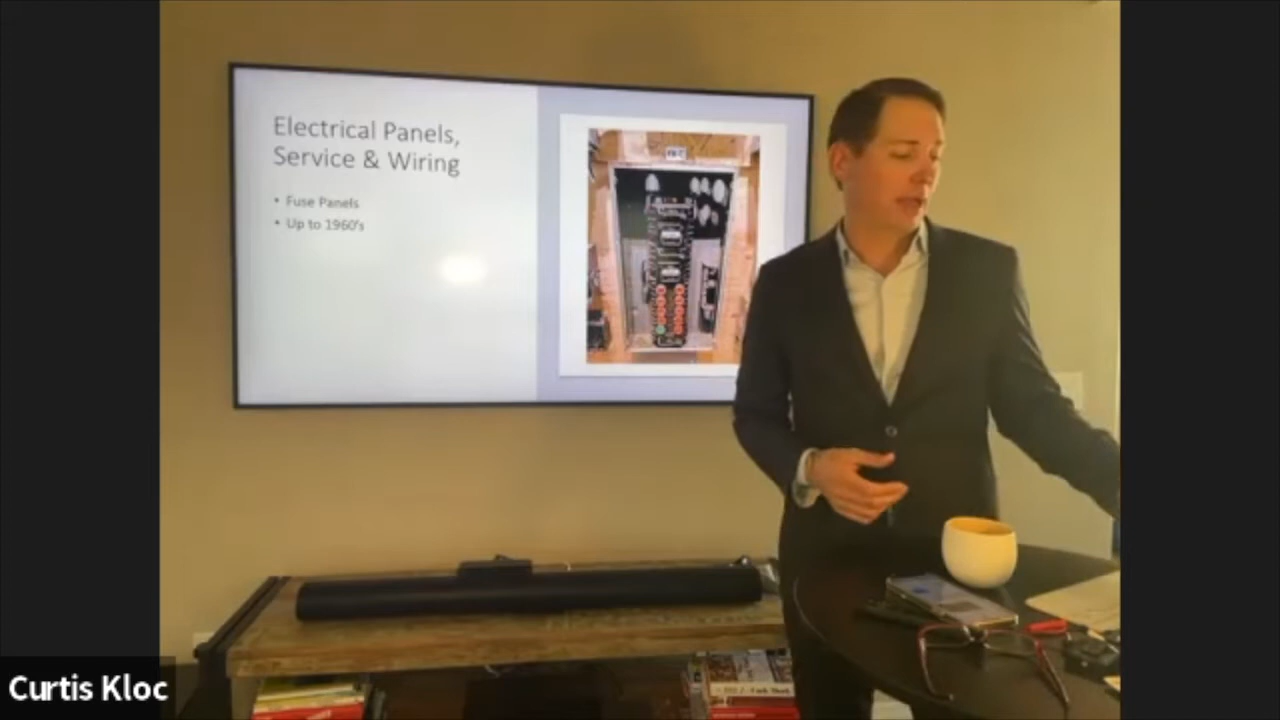 Electrical Panels,
Service & Wiring
• Fuse Panels
• Up to 1960's
Curtis Kloc